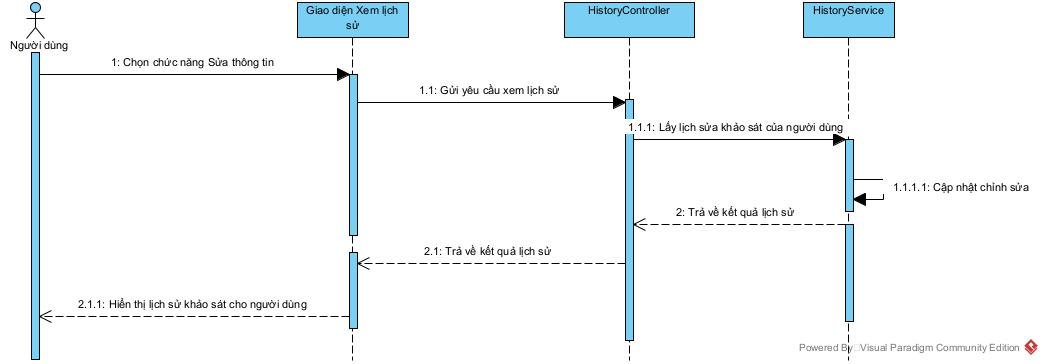 Giao diện Xem lịch
sử
HistoryController
HistoryService
Người dùng
1: Chọn chức năng Sửa thông tin
1.1: Gửi yêu cầu xem lịch sử
1.1.1: Lấy lịch sửa khảo sát của người dùng
1.1.1.1: Cập nhật chỉnh sửa
2: Trả về kết quả lịch sử
2.1: Trả về kết quả lịch sử
2.1.1: Hiển thị lịch sử khảo sát cho người dùng
Powered By Visual Paradigm Community Edition